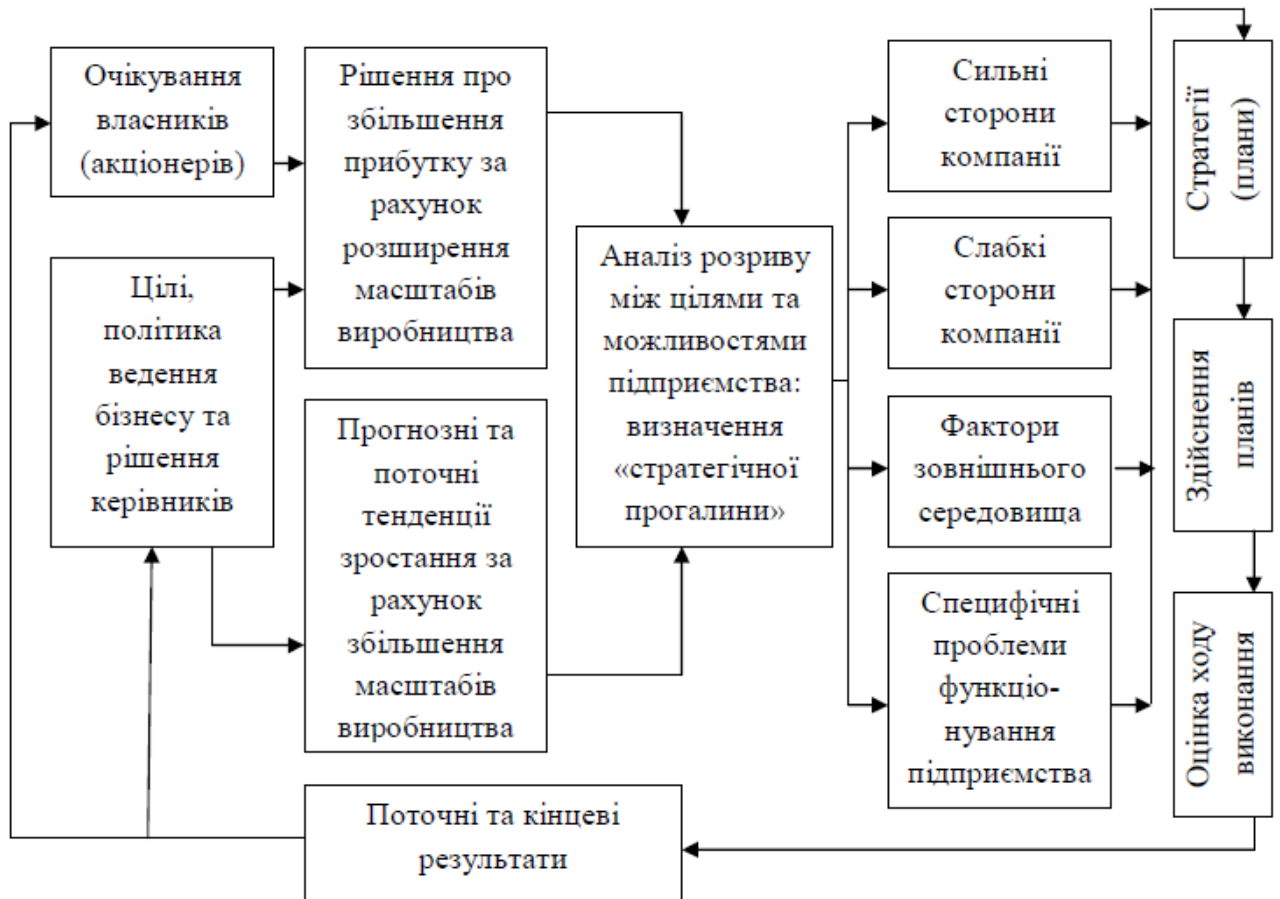 Очікування
власників
(акціонерів)
Цілі,
політика
ведення
бізнесу та
рішення
керівників
Рішення про
збільшення
прибутку за
рахунок
розширення
масштабів
виробництва
Прогнозні та
поточні
тенденції
зростання за
рахунок
збільшення
масштабів
виробництва
Аналіз розриву
між цілями та
можливостями
підприємства:
визначення
«стратегічної
прогалини»
Сильні
сторони
компанії
Слабкі
сторони
компанії
Фактори
зовнішнього
середовища
Специфічні
проблеми
функціо-
нування
підприємства
Стратегії
(плани)
Здійснення
планів
Оцінка ходу
виконання
Поточні та кінцеві
результати